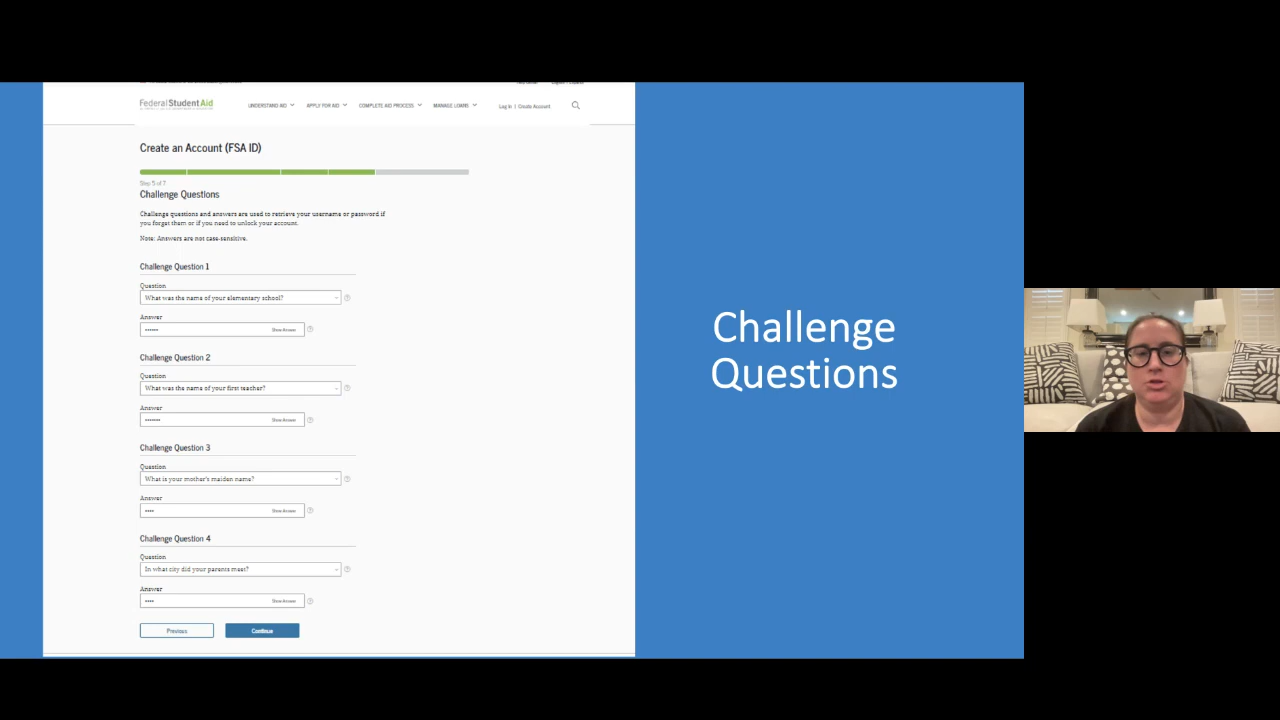 Federal Student Aid
UNDERSTAND AID
APPLY FOR AID
COMPLETE AID PROCESS
MANAGE LOANS
Log In | Create Account
Create an Account (FSA ID)
Step 5 of 7
Challenge Questions
Challenge questions and answers are used to retrieve your username or password if
you forget them or if you need to unlock your account.
Note: Answers are not case-sensitive.
Challenge Question 1
Question
What was the name of your elementary school?
Answer
Show Answer
Challenge Question 2
Question
What was the name of your first teacher?
Answer
Show Answer
Challenge Question 3
Question
What is your mother's maiden name?
Answer
Show Answer
Challenge Question 4
Question
In what city did your parents meet?
Answer
Show Answer
Previous
Continue
Challenge
Questions